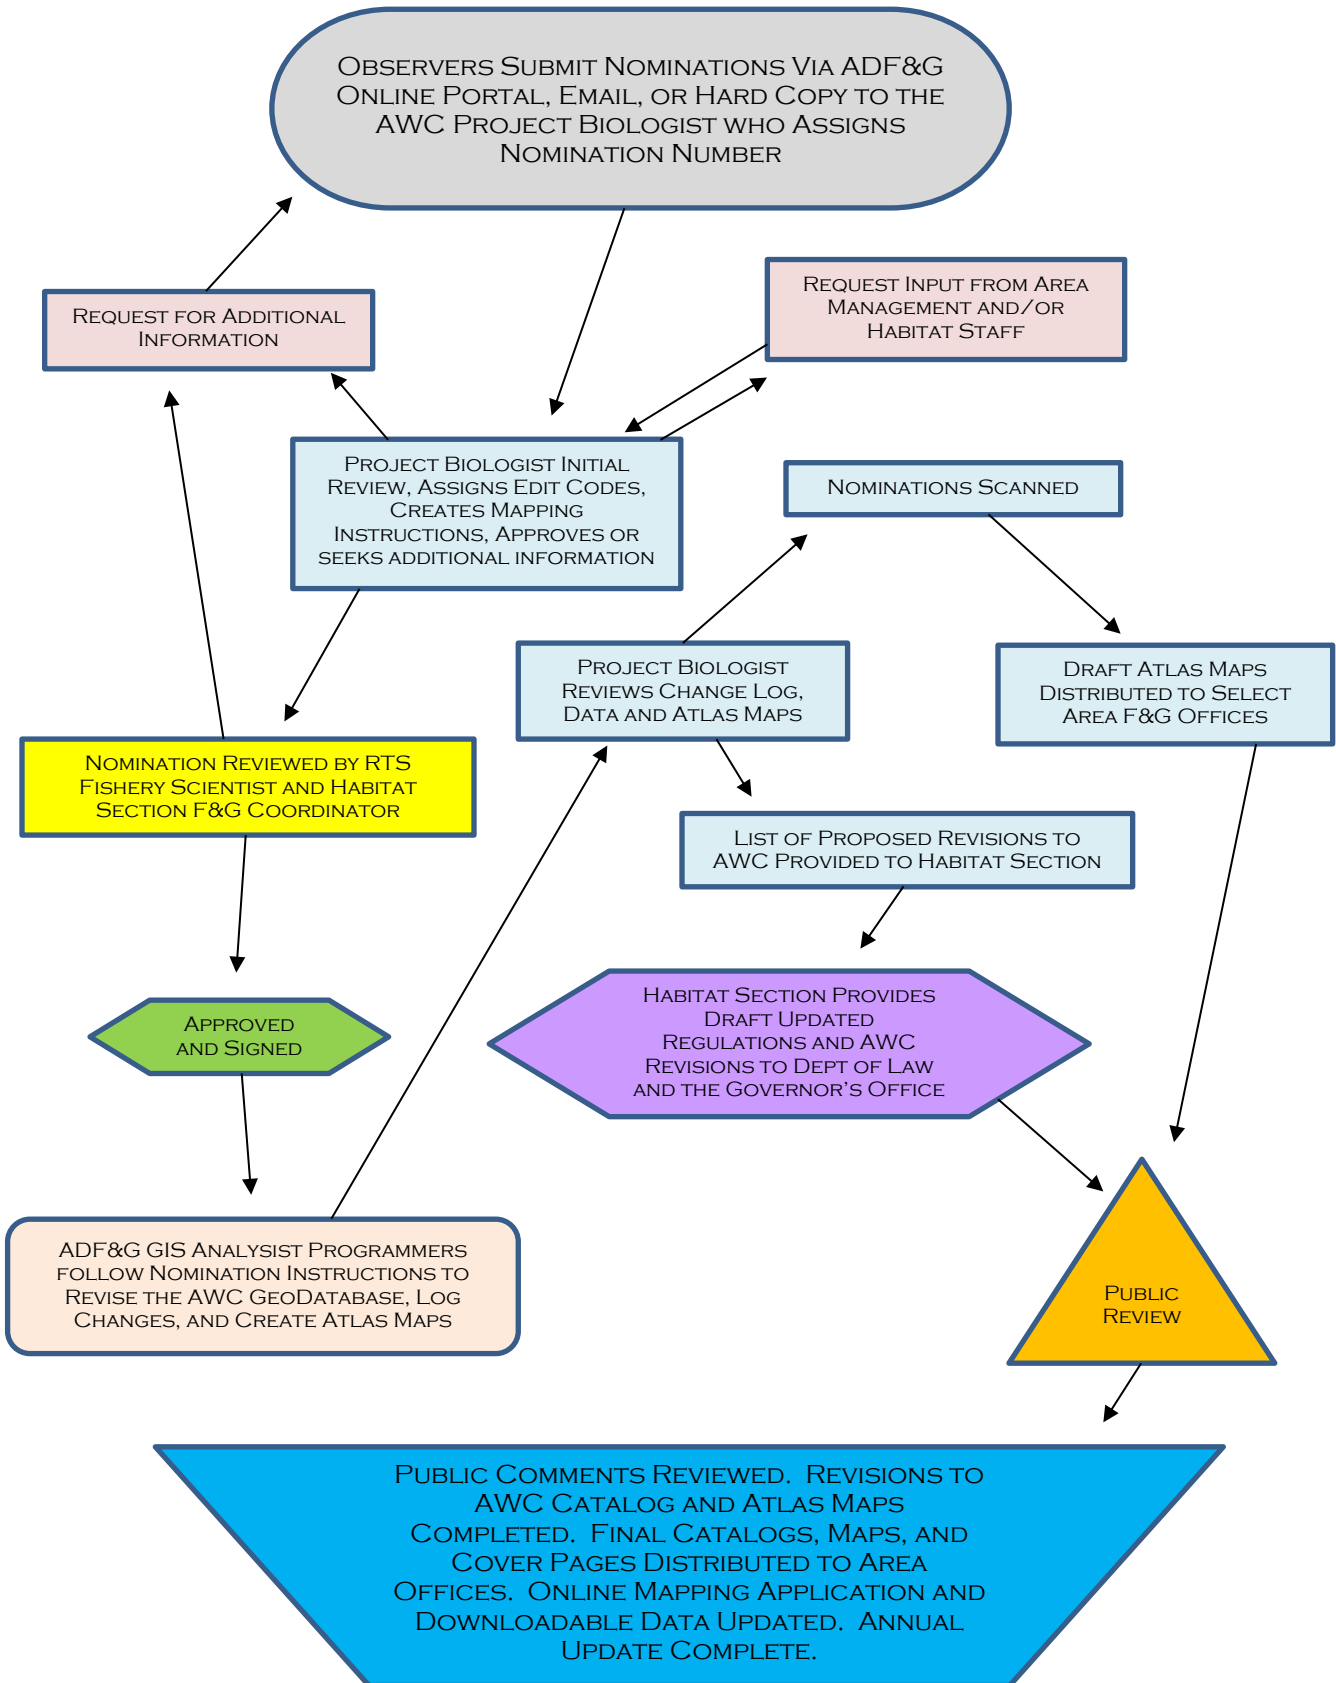 Observers Submit Nominations Via ADF&G
Online Portal, Email, or Hard Copy to the
AWC Project Biologist who Assigns
Nomination Number
Request for Additional
Information
Request Input from Area
Management and/or
Habitat Staff
Project Biologist Initial
Review, Assigns Edit Codes,
Creates Mapping
Instructions, Approves or
seeks additional information
Nominations Scanned
Project Biologist
Reviews Change Log,
Data and Atlas Maps
Draft Atlas Maps
Distributed to Select
Area F&G Offices
Nomination Reviewed by RTS
Fishery Scientist and Habitat
Section F&G Coordinator
List of Proposed Revisions to
AWC Provided to Habitat Section
Approved
and Signed
Habitat Section Provides
Draft Updated
Regulations and AWC
Revisions to Dept of Law
and the Governor's Office
ADF&G GIS Analysist Programmers
follow Nomination Instructions to
Revise the AWC GeoDatabase, Log
Changes, and Create Atlas Maps
Public
Review
Public Comments Reviewed. Revisions to
AWC Catalog and Atlas Maps
Completed. Final Catalogs, Maps, and
Cover Pages Distributed to Area
Offices. Online Mapping Application and
Downloadable Data Updated. Annual
Update Complete.